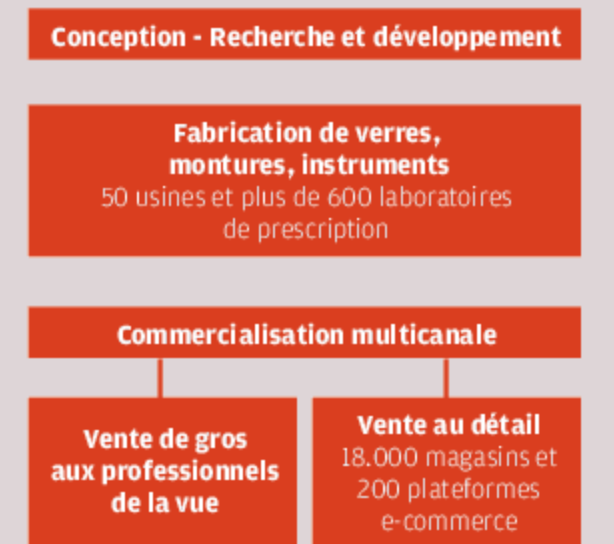 Conception - Recherche et développement
Fabrication de verres,
montures, instruments
50 usines et plus de 600 laboratoires
de prescription
Commercialisation multicanale
Vente de gros
aux professionnels
de la vue
Vente au détail
18.000 magasins et
200 plateformes
e-commerce